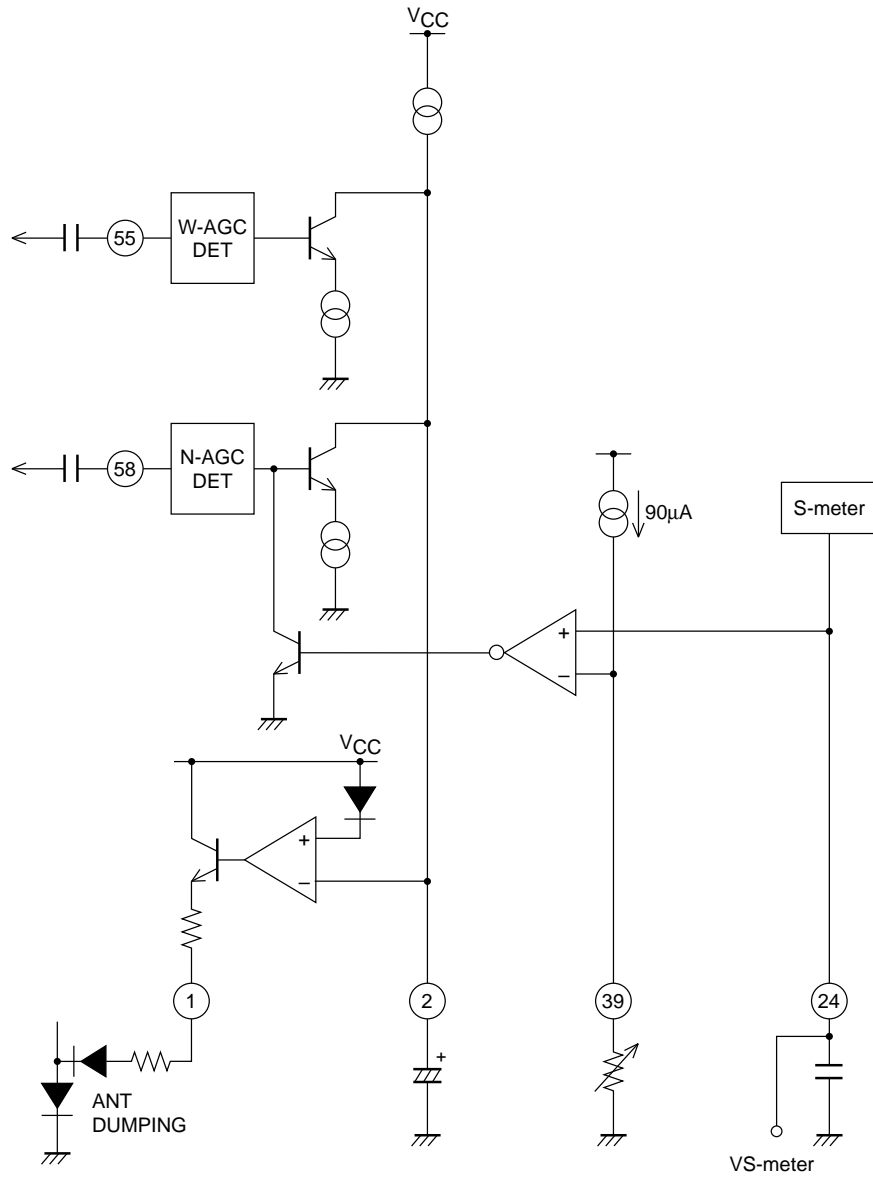 VCC
55
W-AGC
DET
58
N-AGC
DET
90µA
S-meter
+
−
VCC
+
−
1
2
39
24
+
ANT
DUMPING
VS-meter